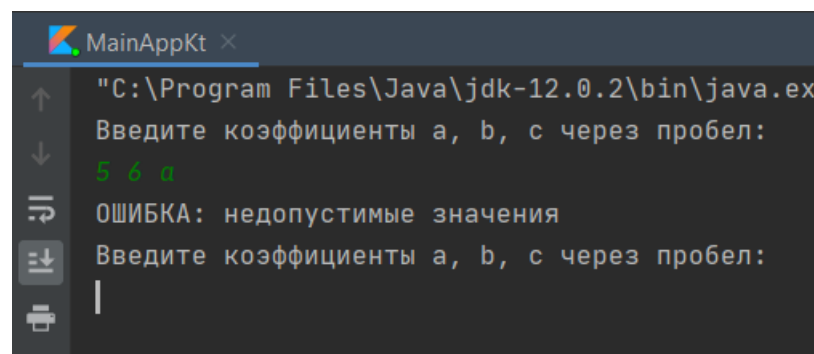 MainAppKt
"C:\Program Files\Java\jdk-12.0.2\bin\java.ex
Введите коэффициенты a, b, c через пробел:
5 6 a
ОШИБКА: недопустимые значения
Введите коэффициенты a, b, c через пробел: